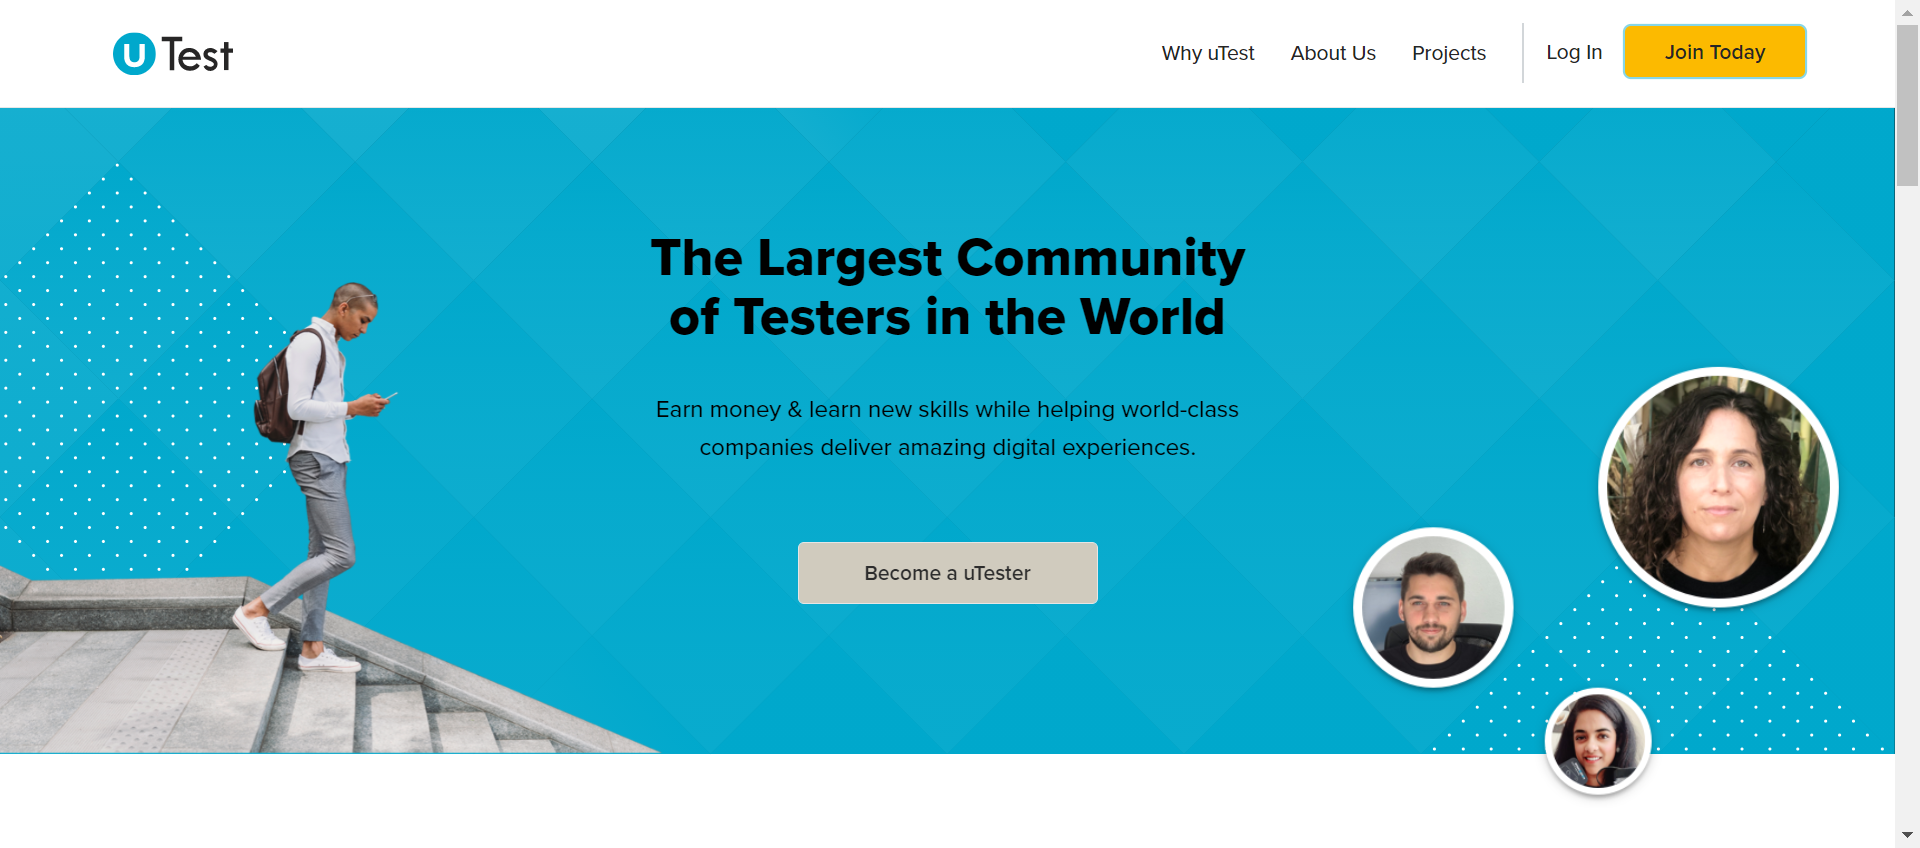 uTest
Why uTest
About Us
Projects
Log In
Join Today
The Largest Community
of Testers in the World
Earn money & learn new skills while helping world-class
companies deliver amazing digital experiences.
Become a uTester